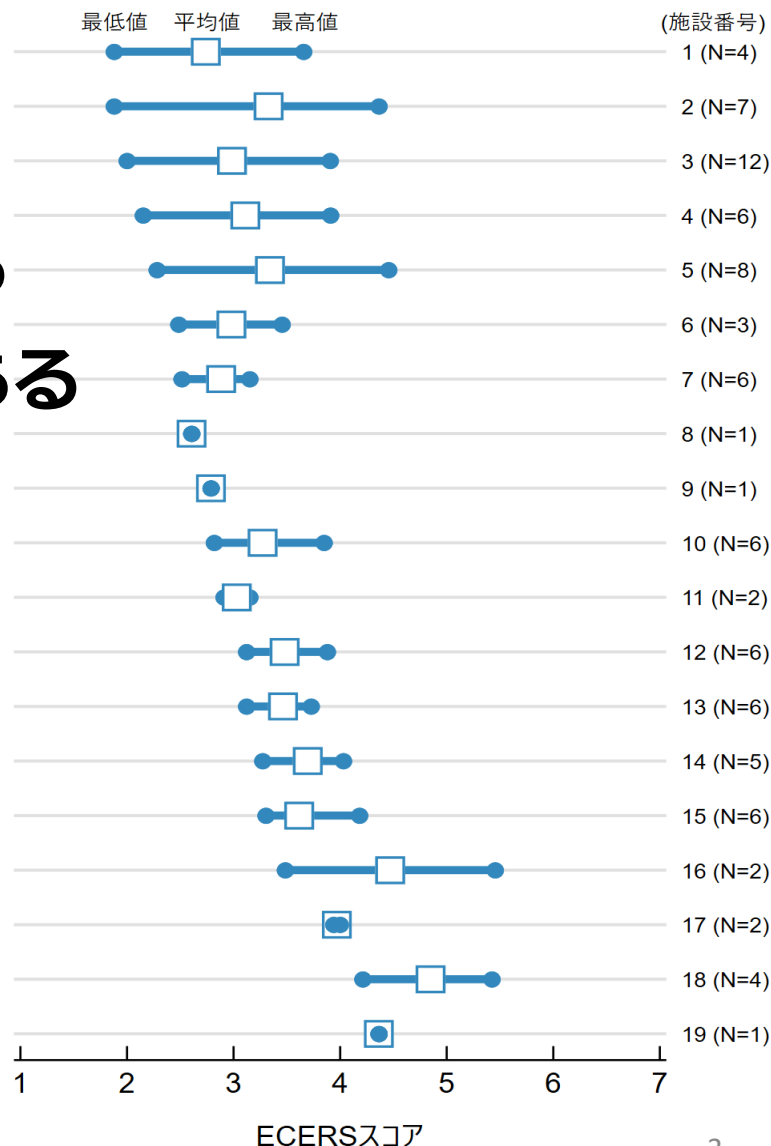 最低値 平均値 最高値 (施設番号)
1 (N=4)
2 (N=7)
3 (N=12)
4 (N=6)
5 (N=8)
6 (N=3)
ある
7 (N=6)
8 (N=1)
9 (N=1)
10 (N=6)
11 (N=2)
12 (N=6)
13 (N=6)
14 (N=5)
15 (N=6)
16 (N=2)
17 (N=2)
18 (N=4)
19 (N=1)
1 2 3 4 5 6 7
ECERSスコア